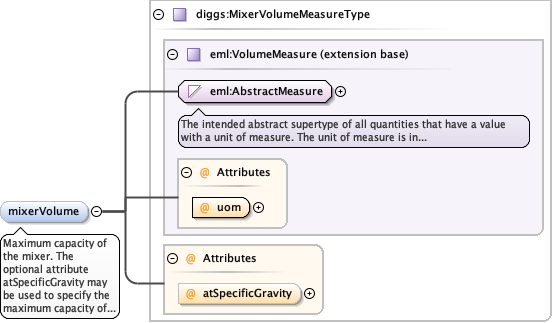 diggs:MixerVolumeMeasureType
eml:VolumeMeasure (extension base)
eml:AbstractMeasure
The intended abstract supertype of all quantities that have a value
with a unit of measure. The unit of measure is in...
@ Attributes
@ uom
mixerVolume
Maximum capacity of
the mixer. The
optional attribute
atSpecificGravity may
be used to specify the
maximum capacity of...
@ Attributes
@ atSpecificGravity